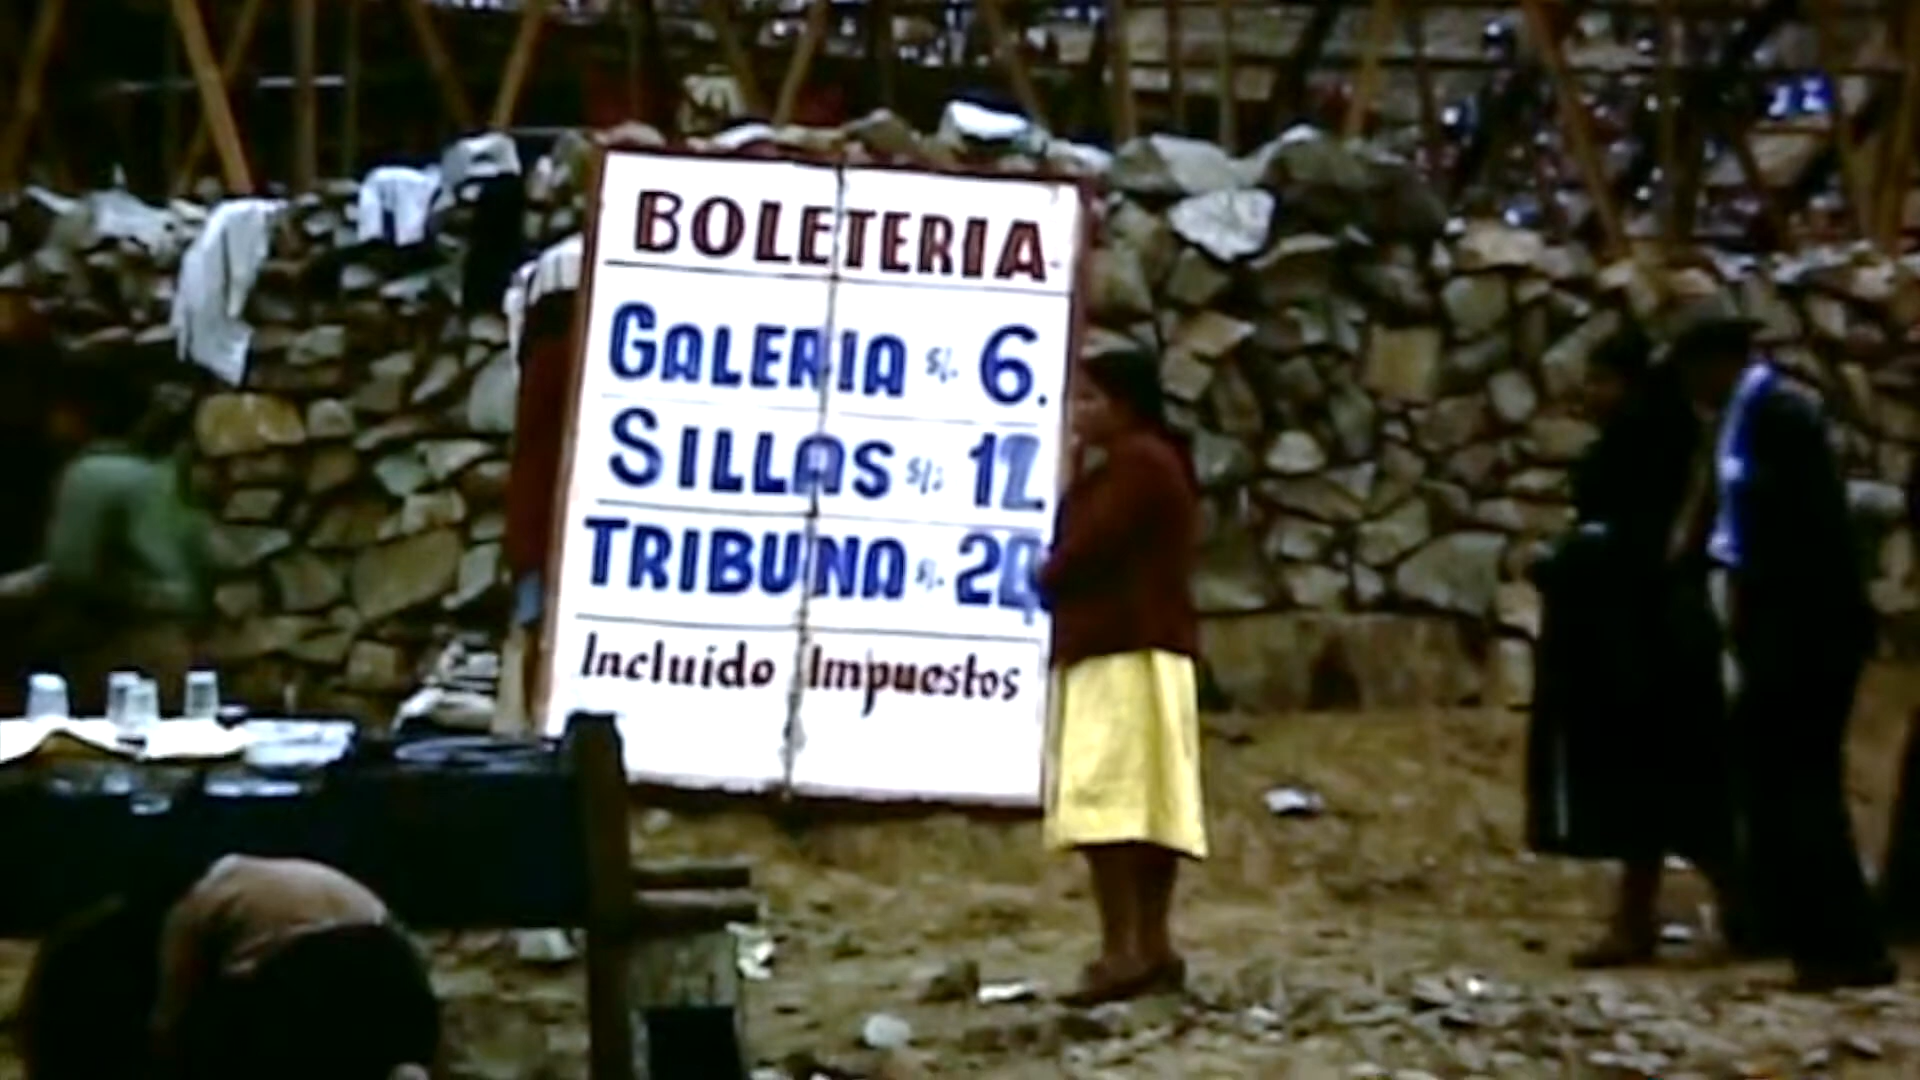 BOLETERIA
GALERIA S/. 6.
SILLAS S/. 12
TRIBUNA S/. 20
Incluido Impuestos